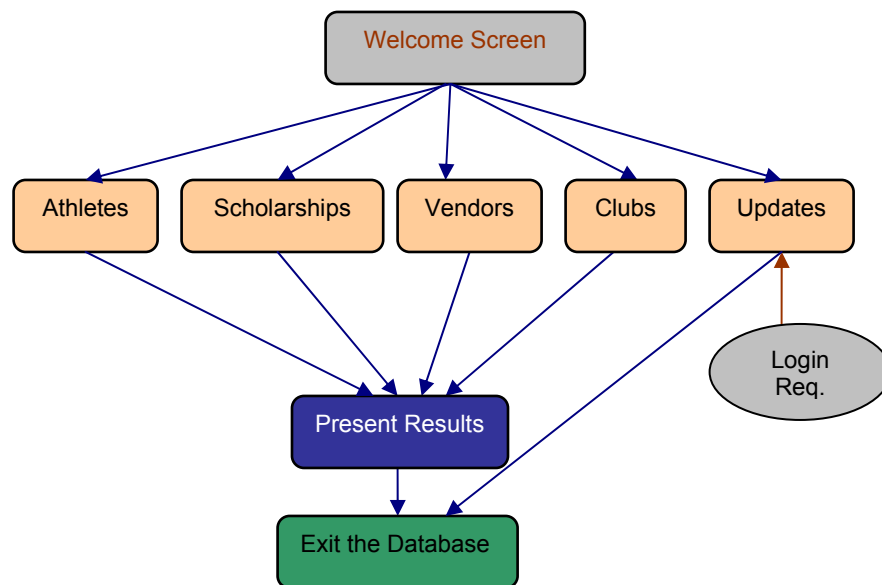 Welcome Screen
Athletes
Scholarships
Vendors
Clubs
Updates
Login
Req.
Present Results
Exit the Database